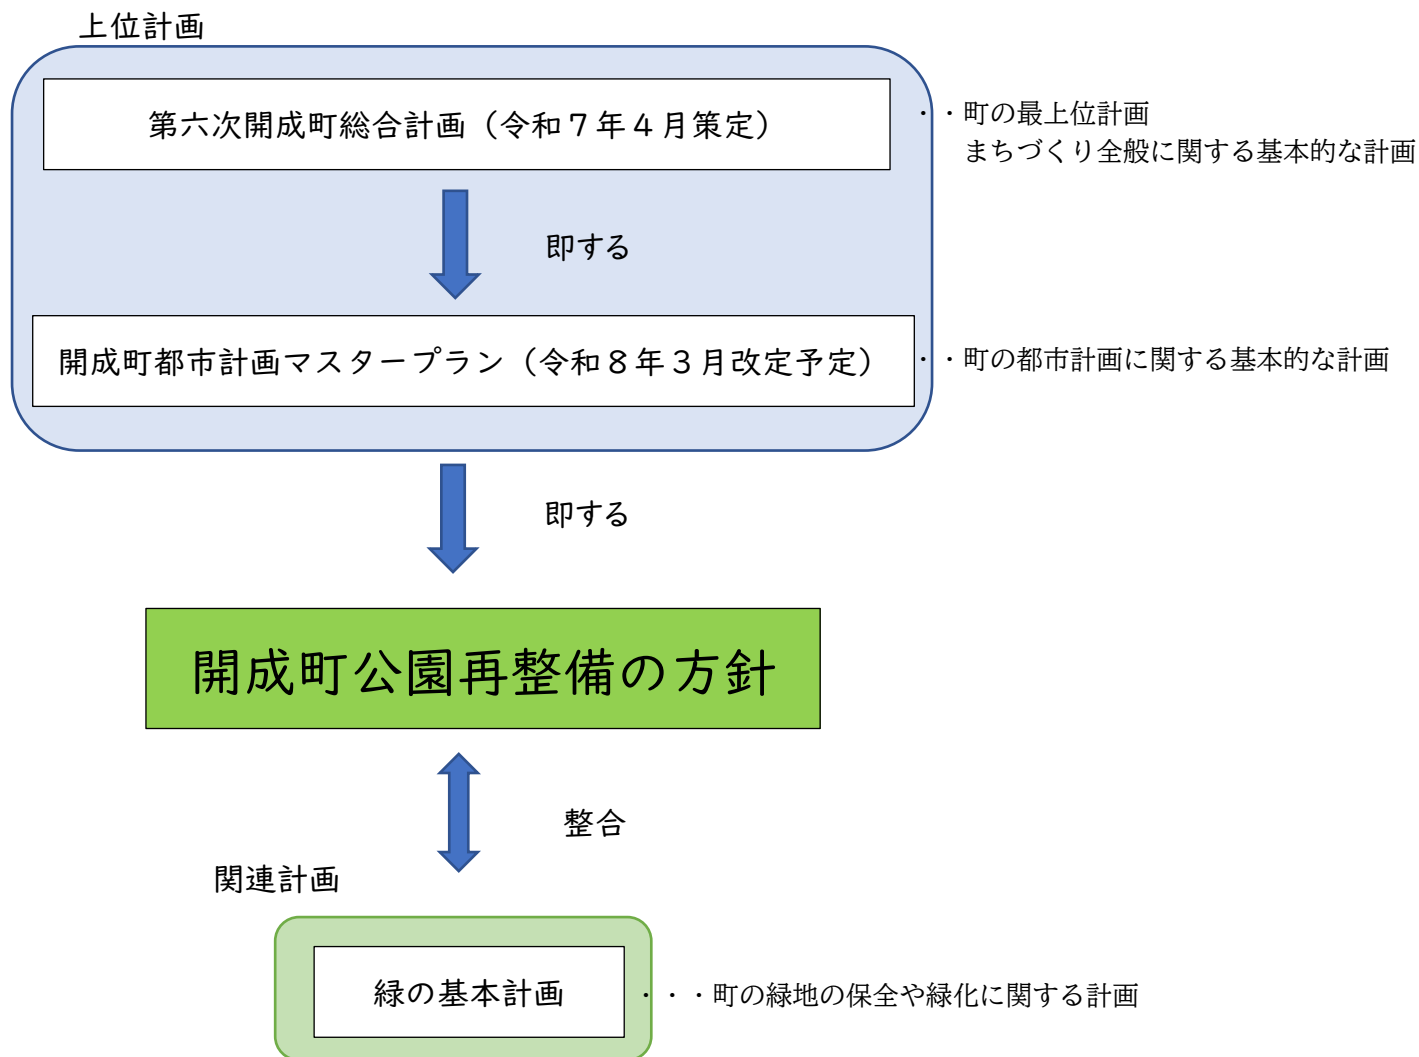 上位計画
第六次開成町総合計画（令和７年４月策定）
・・町の最上位計画
まちづくり全般に関する基本的な計画
即する
開成町都市計画マスタープラン（令和８年３月改定予定）
・・町の都市計画に関する基本的な計画
即する
開成町公園再整備の方針
整合
関連計画
緑の基本計画
・・・町の緑地の保全や緑化に関する計画